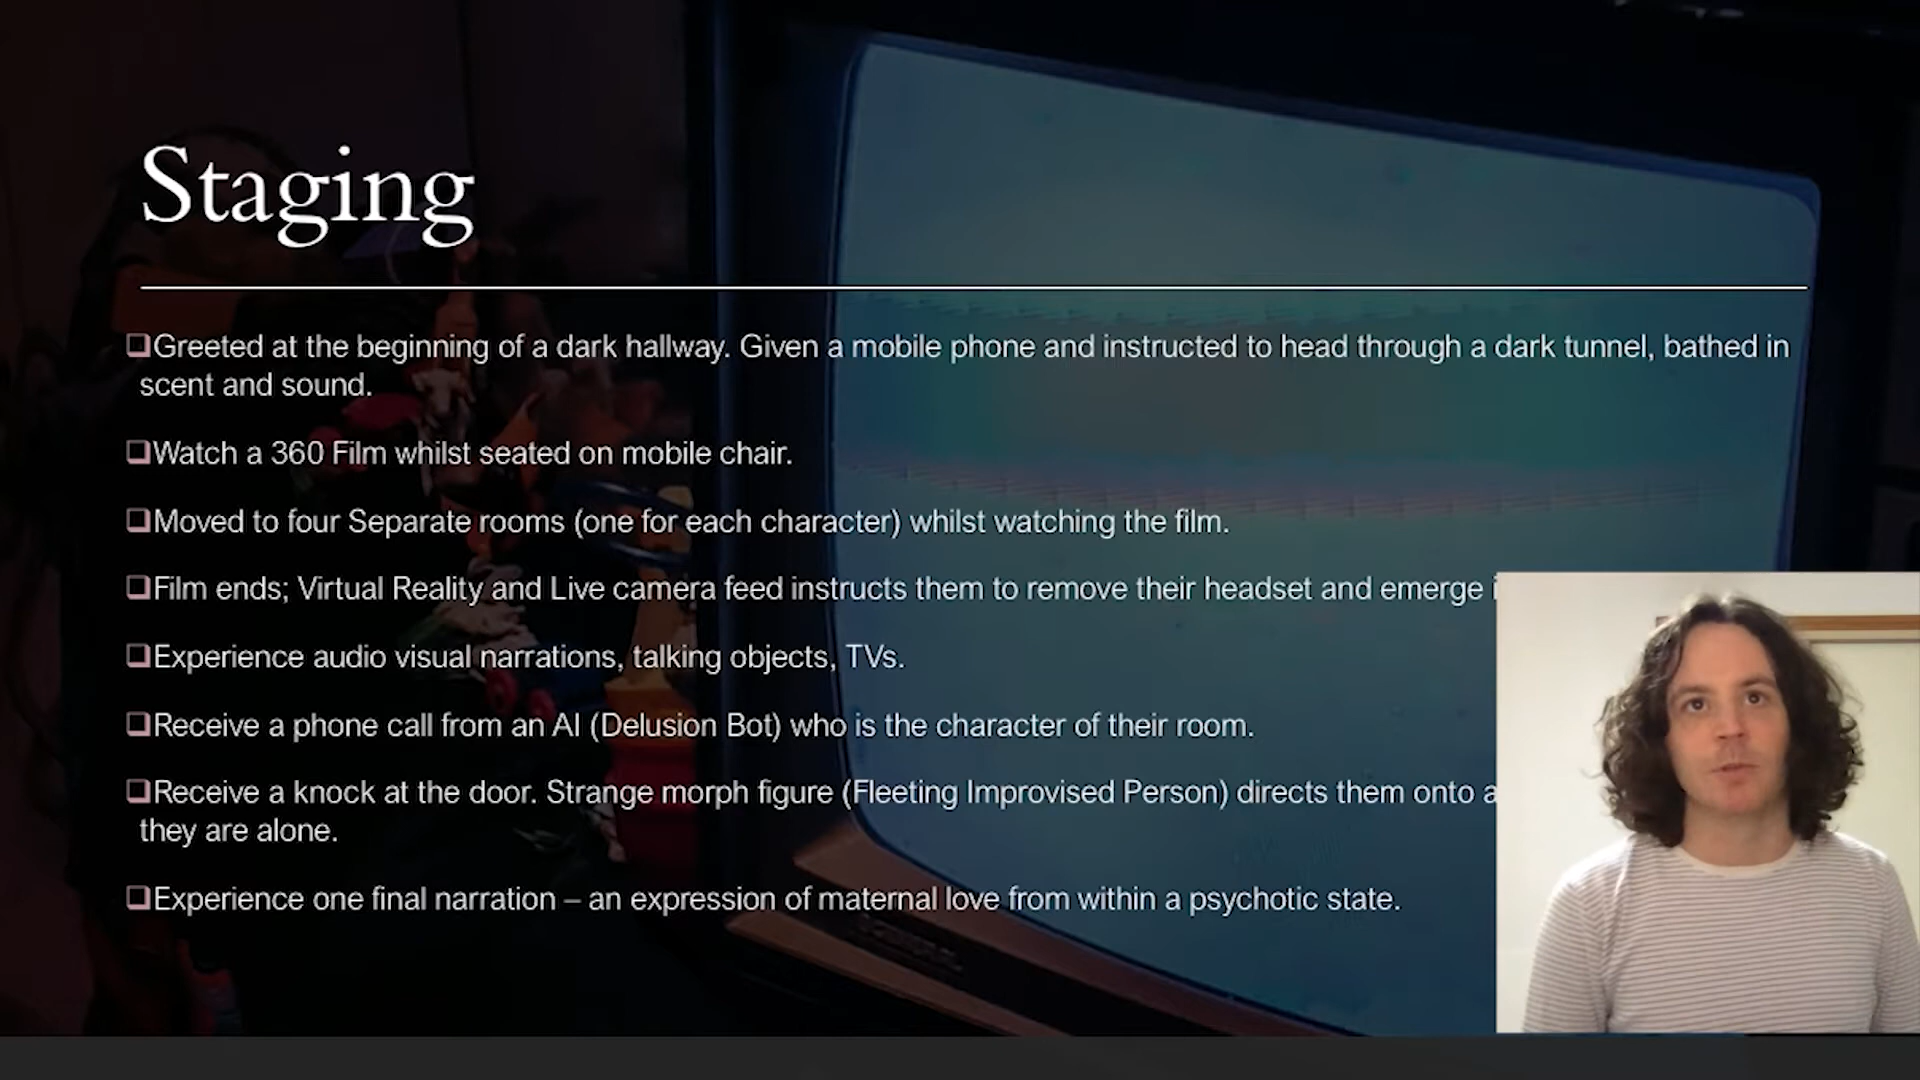 Staging
Greeted at the beginning of a dark hallway. Given a mobile phone and instructed to head through a dark tunnel, bathed in
scent and sound.
Watch a 360 Film whilst seated on mobile chair.
Moved to four Separate rooms (one for each character) whilst watching the film.
Film ends; Virtual Reality and Live camera feed instructs them to remove their headset and emerge
Experience audio visual narrations, talking objects, TVs.
Receive a phone call from an AI (Delusion Bot) who is the character of their room.
Receive a knock at the door. Strange morph figure (Fleeting Improvised Person) directs them onto
they are alone.
Experience one final narration – an expression of maternal love from within a psychotic state.